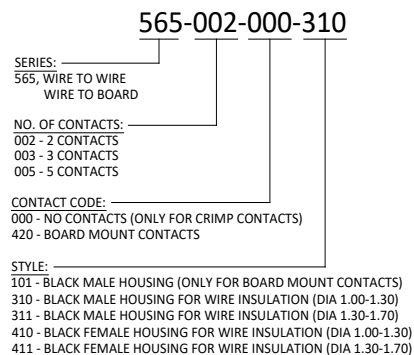 565-002-000-310
SERIES:
565, WIRE TO WIRE
WIRE TO BOARD
NO. OF CONTACTS:
002 - 2 CONTACTS
003 - 3 CONTACTS
005 - 5 CONTACTS
CONTACT CODE:
000 - NO CONTACTS (ONLY FOR CRIMP CONTACTS)
420 - BOARD MOUNT CONTACTS
STYLE:
101 - BLACK MALE HOUSING (ONLY FOR BOARD MOUNT CONTACTS)
310 - BLACK MALE HOUSING FOR WIRE INSULATION (DIA 1.00-1.30)
311 - BLACK MALE HOUSING FOR WIRE INSULATION (DIA 1.30-1.70)
410 - BLACK FEMALE HOUSING FOR WIRE INSULATION (DIA 1.00-1.30)
411 - BLACK FEMALE HOUSING FOR WIRE INSULATION (DIA 1.30-1.70)